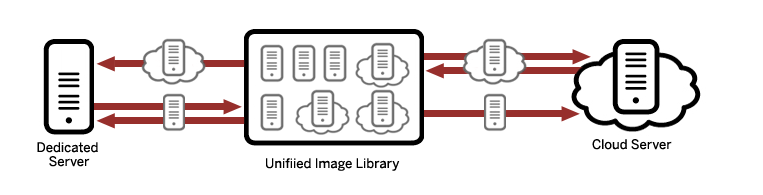 Dedicated
Server
Unifiied Image Library
Cloud Server